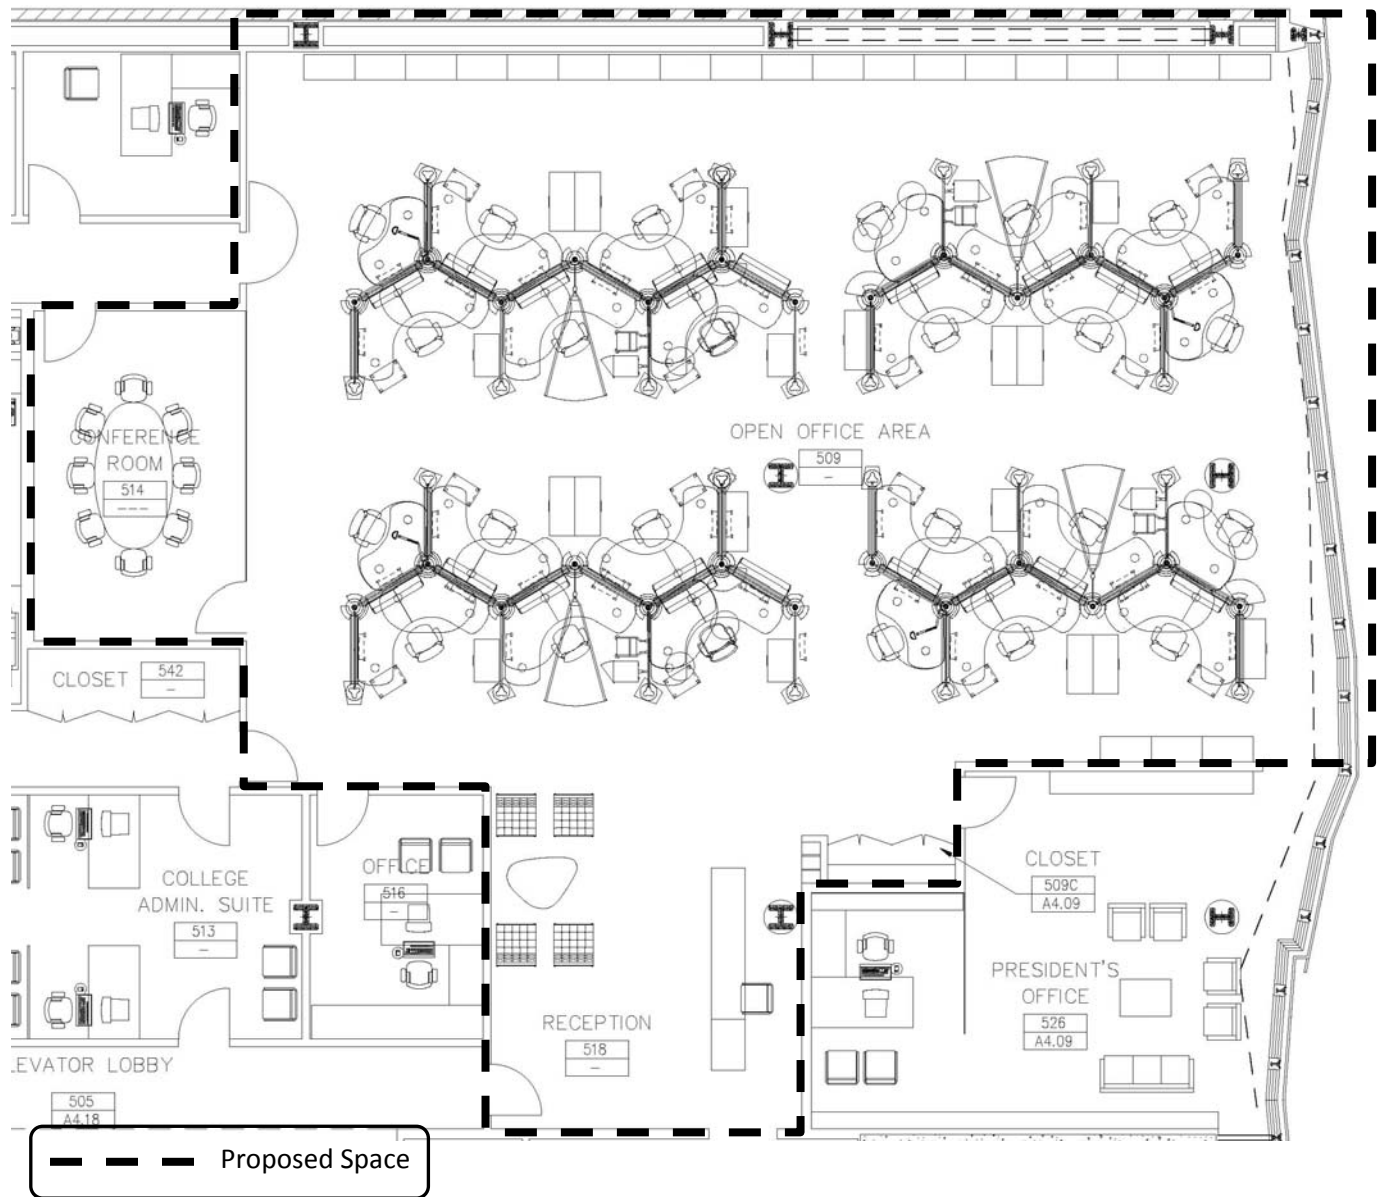 OPEN OFFICE AREA
509
–
CONFERENCE
ROOM
514
---
CLOSET
542
–
COLLEGE
ADMIN. SUITE
513
–
OFFICE
516
–
CLOSET
509C
A4.09
PRESIDENT'S
OFFICE
526
A4.09
RECEPTION
518
–
LEVATOR LOBBY
505
A4.18
Proposed Space